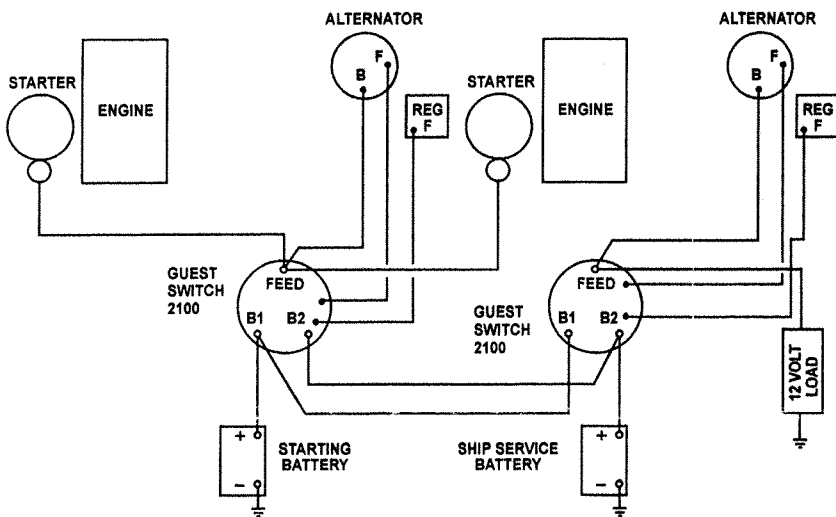 ALTERNATOR
F
B
STARTER
ENGINE
REG
F
STARTER
ENGINE
ALTERNATOR
F
B
REG
F
GUEST
SWITCH
2100
FEED
B1
B2
GUEST
SWITCH
2100
FEED
B1
B2
12 VOLT
LOAD
+
-
STARTING
BATTERY
SHIP SERVICE
BATTERY
+
-